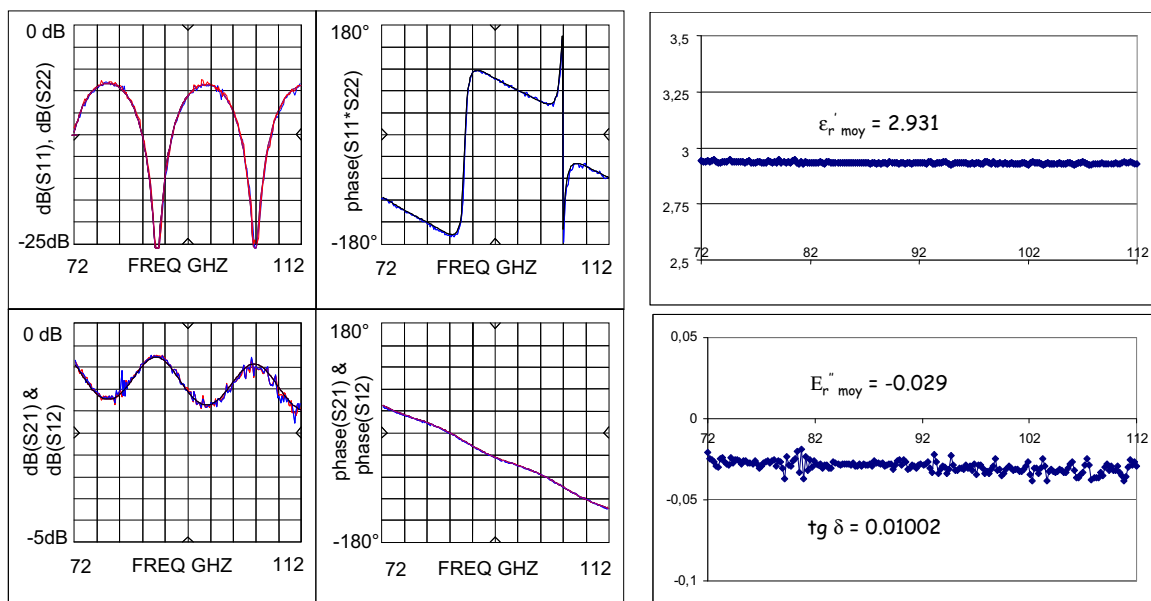 0 dB
dB(S11), dB(S22)
-25dB
72 FREQ GHZ 112
180°
phase(S11*S22)
-180°
72 FREQ GHZ 112
3,5
3,25
3
2,75
2,5
72 82 92 102 112
εr' moy = 2.931
0 dB
dB(S21) &
dB(S12)
-5dB
72 FREQ GHZ 112
180°
phase(S21) &
phase(S12)
-180°
72 FREQ GHZ 112
0,05
0
-0,05
-0,1
72 82 92 102 112
Er" moy = -0.029
tg δ = 0.01002